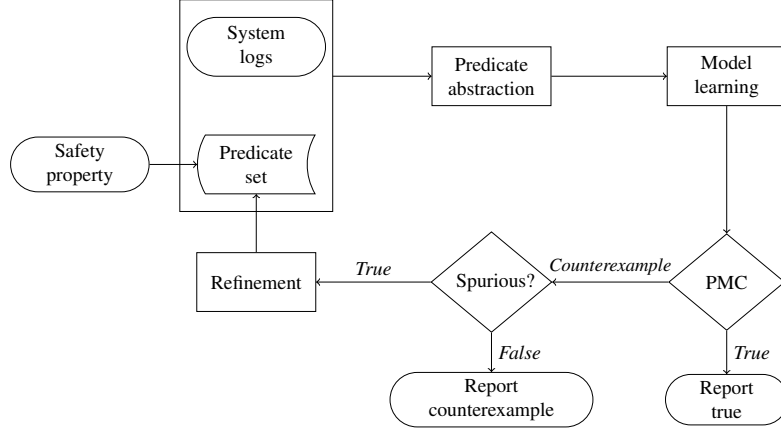 System
logs
Predicate
abstraction
Model
learning
Safety
property
Predicate
set
Refinement
True
Spurious?
Counterexample
PMC
False
True
Report
counterexample
Report
true